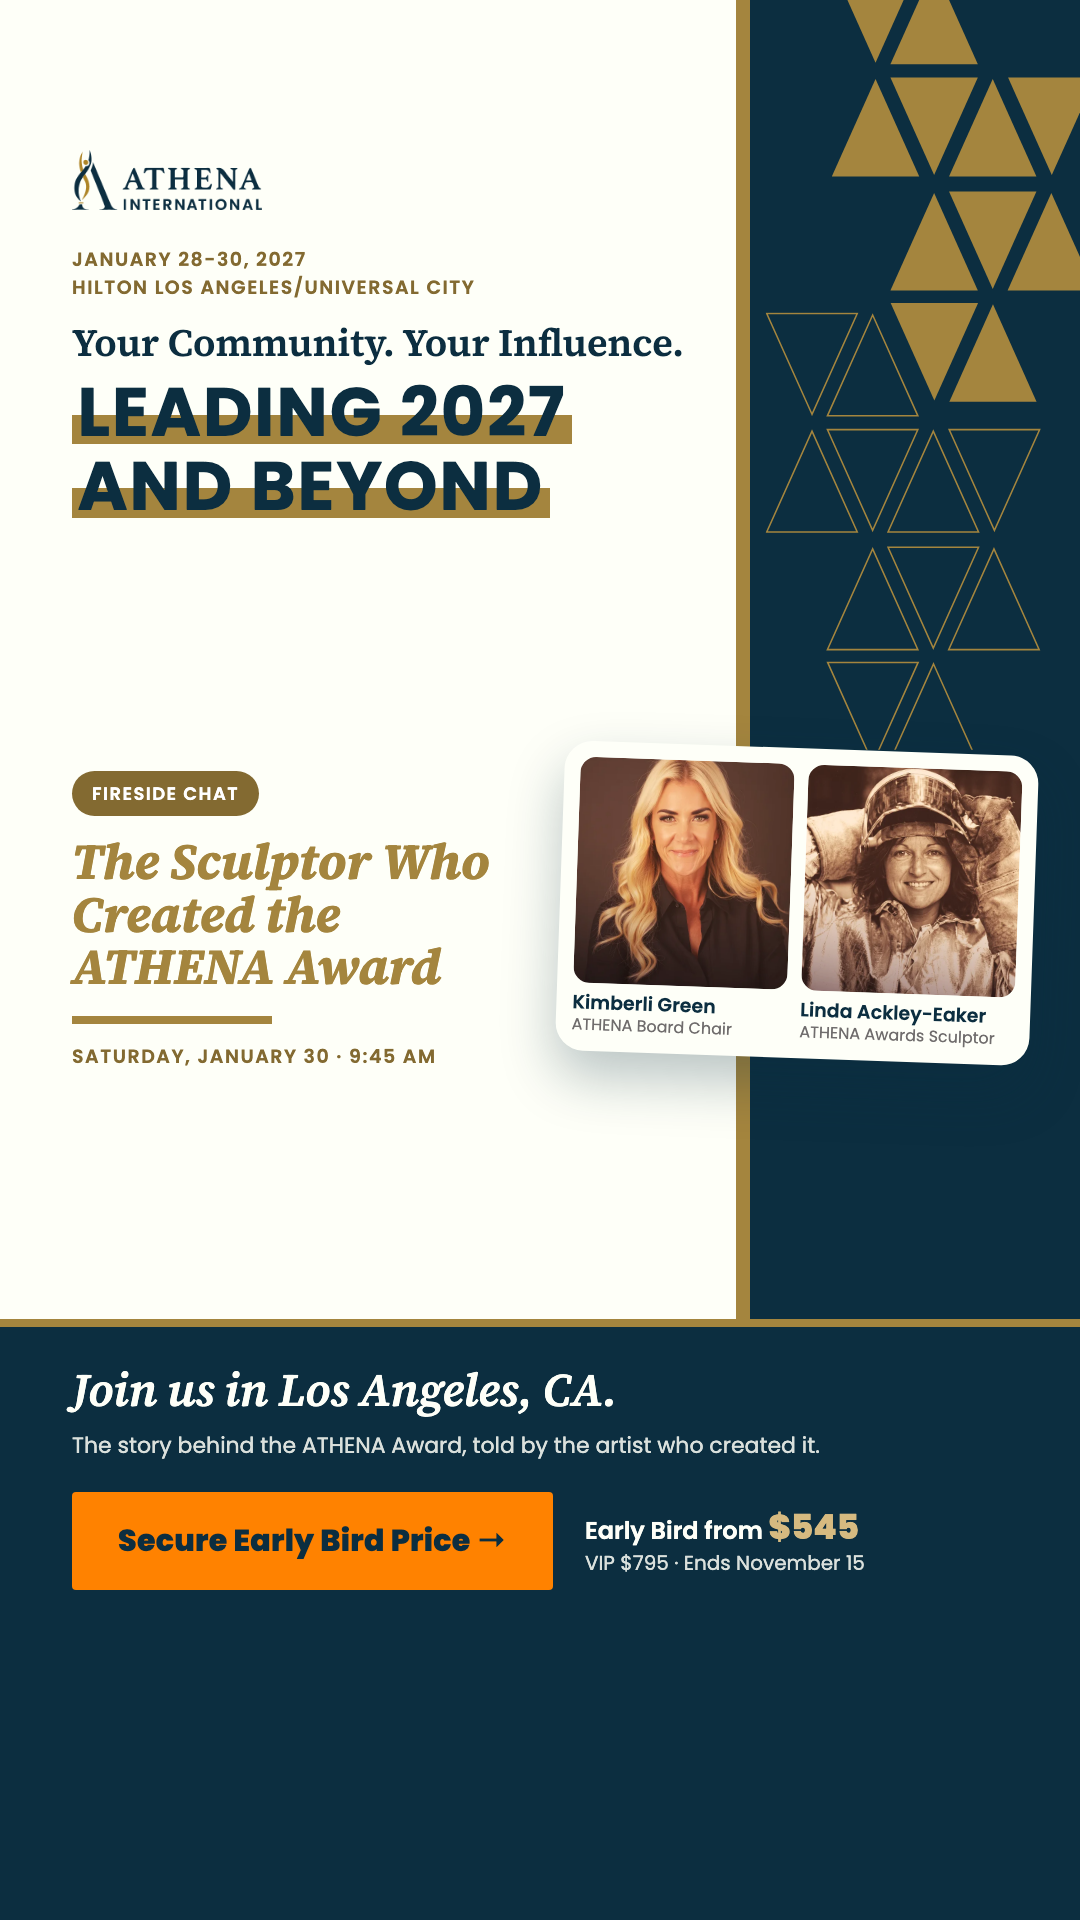 ATHENA
INTERNATIONAL
JANUARY 28-30, 2027
HILTON LOS ANGELES/UNIVERSAL CITY
Your Community. Your Influence.
LEADING 2027
AND BEYOND
FIRESIDE CHAT
The Sculptor Who
Created the
ATHENA Award
SATURDAY, JANUARY 30 · 9:45 AM
Kimberli Green
ATHENA Board Chair
Linda Ackley-Eaker
ATHENA Awards Sculptor
Join us in Los Angeles, CA.
The story behind the ATHENA Award, told by the artist who created it.
Secure Early Bird Price →
Early Bird from $545
VIP $795 · Ends November 15